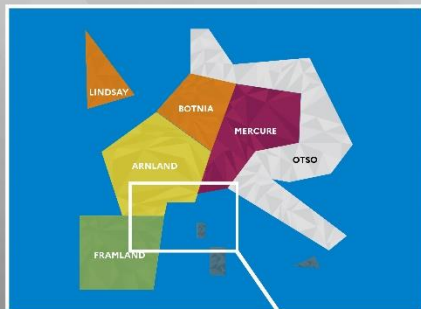 LINDSAY
BOTNIA
MERCURE
OTSO
ARNLAND
FRAMLAND